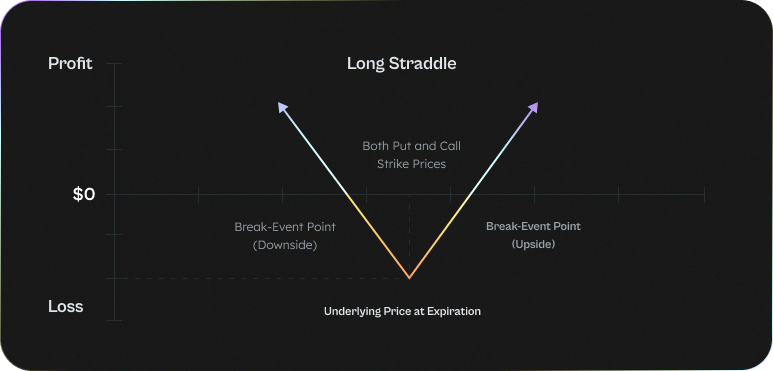 Profit
Long Straddle
Both Put and Call
Strike Prices
$0
Break-Event Point
(Downside)
Break-Event Point
(Upside)
Loss
Underlying Price at Expiration